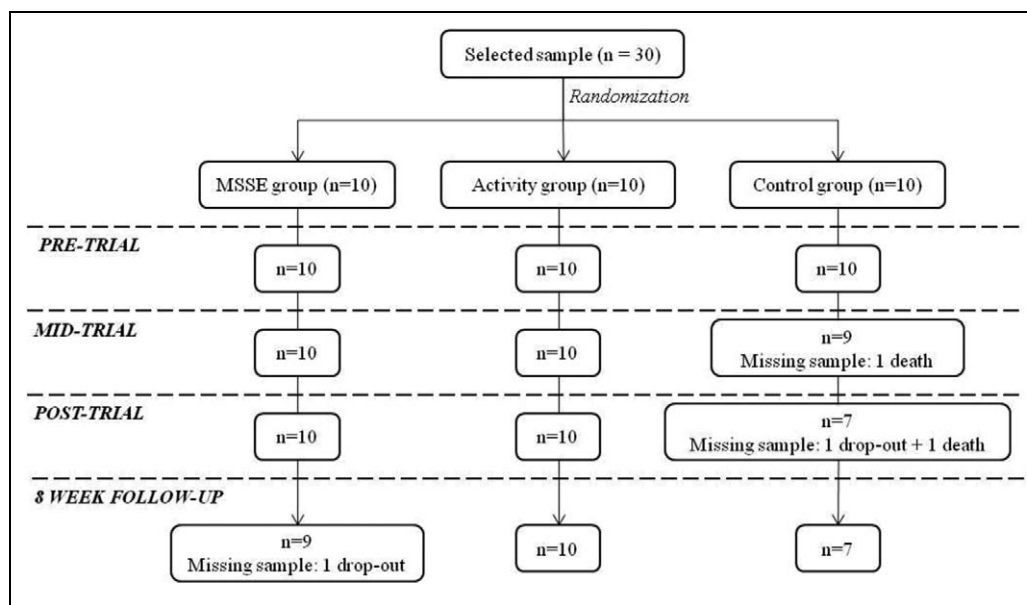 Selected sample (n = 30)
Randomization
MSSE group (n=10)
Activity group (n=10)
Control group (n=10)
PRE-TRIAL
n=10
n=10
n=10
MID-TRIAL
n=10
n=10
n=9
Missing sample: 1 death
POST-TRIAL
n=10
n=10
n=7
Missing sample: 1 drop-out + 1 death
8 WEEK FOLLOW-UP
n=9
Missing sample: 1 drop-out
n=10
n=7